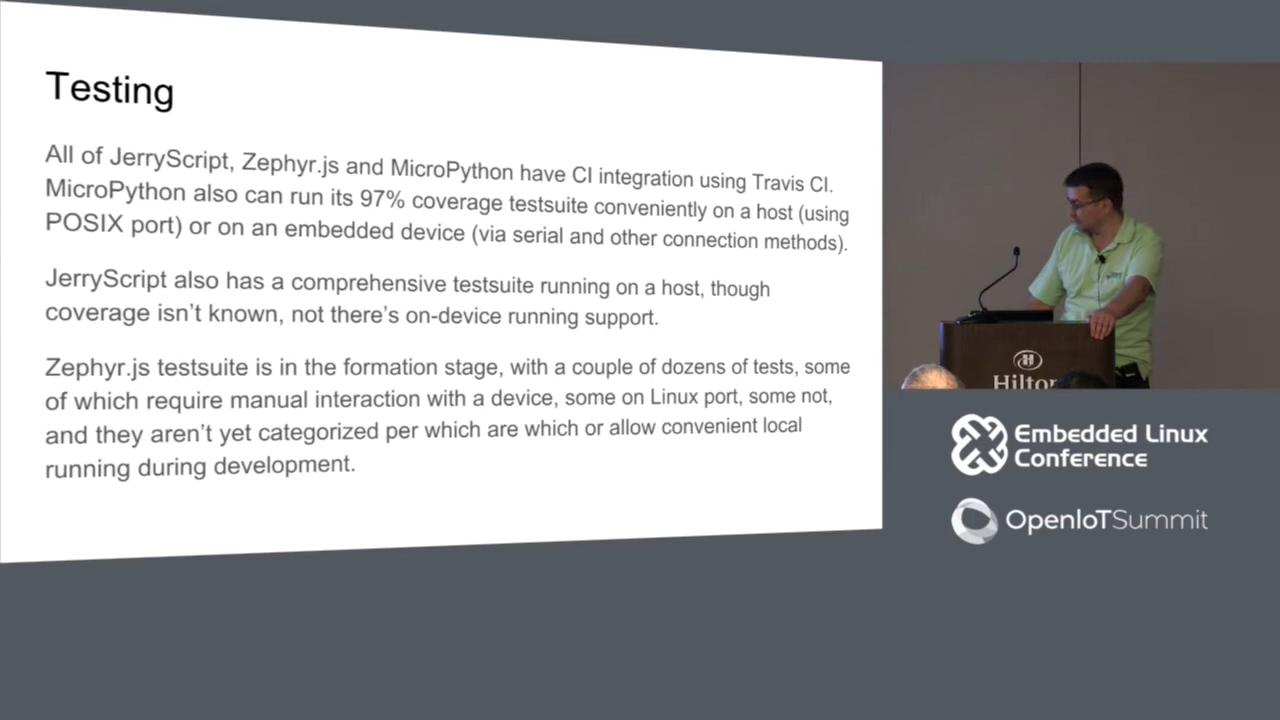 Testing
All of JerryScript, Zephyr.js and MicroPython have CI integration using Travis CI.
MicroPython also can run its 97% coverage testsuite conveniently on a host (using
POSIX port) or on an embedded device (via serial and other connection methods).
JerryScript also has a comprehensive testsuite running on a host, though
coverage isn't known, not there's on-device running support.
Zephyr.js testsuite is in the formation stage, with a couple of dozens of tests, some
of which require manual interaction with a device, some on Linux port, some not,
and they aren't yet categorized per which are which or allow convenient local
running during development.
Hilton
Embedded Linux
Conference
OpenIoTSummit